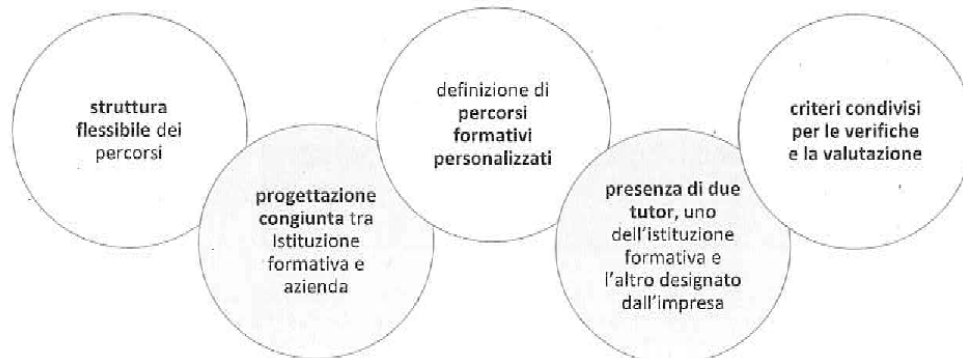 struttura
flessibile dei
percorsi
progettazione
congiunta tra
Istituzione
formativa e
azienda
definizione di
percorsi
formativi
personalizzati
presenza di due
tutor, uno
dell'istituzione
formativa e
l'altro designato
dall'impresa
criteri condivisi
per le verifiche
e la valutazione